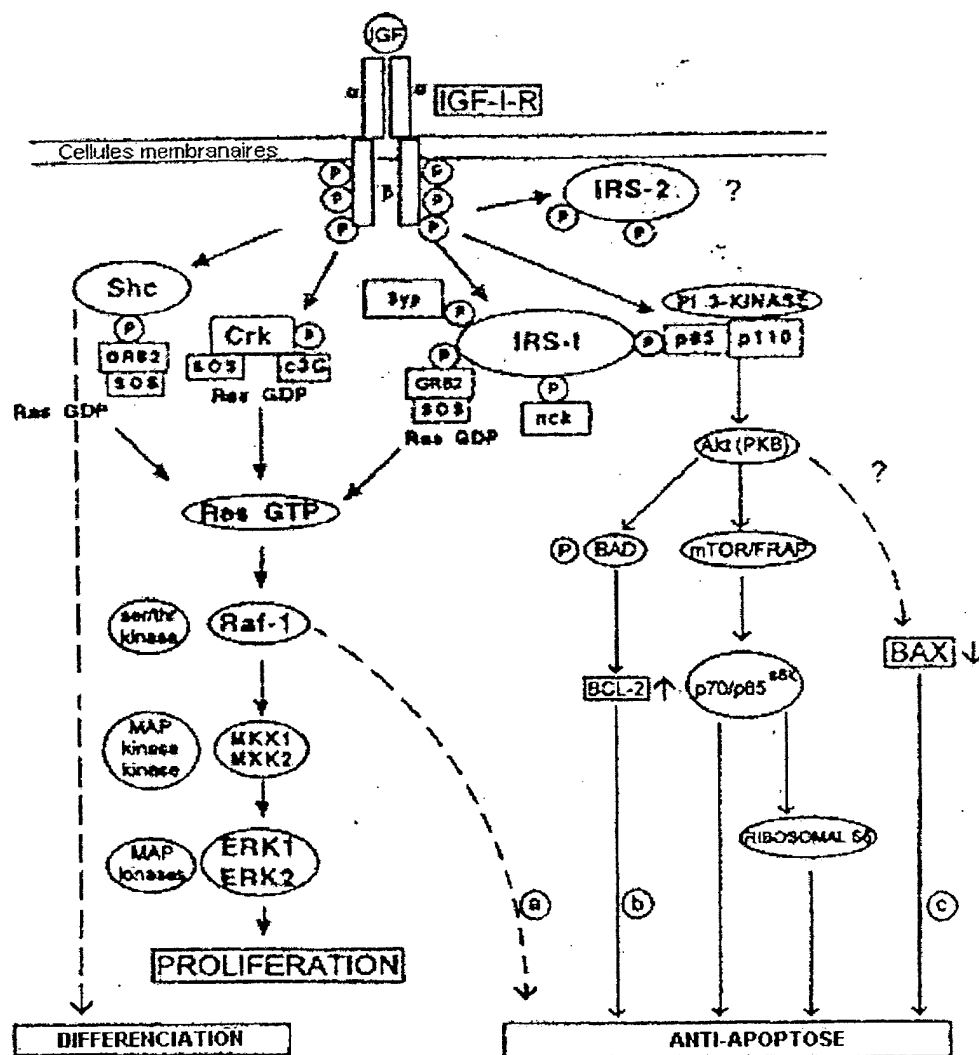 IGF
α α IGF-I-R
Cellules membranaires
P P
P β P
P P
IRS-2 ?
P P
Shc
P
GRB2
SOS
Ras GDP
Crk P
SOS C3G
Ras GDP
Syp P
IRS-1
P
GRB2
SOS
Ras GDP
P
nck
PI 3-KINASE
P p85 p110
Akt (PKB)
?
Ras GTP
P BAD
mTOR/FRAP
ser/thr
kinase
Raf-1
BAX ↓
BCL-2 ↑
p70/p85 s6k
MAP
kinase
kinase
MKK1
MKK2
RIBOSOMAL S6
MAP
kinases
ERK1
ERK2
a b c
PROLIFERATION
DIFFERENCIATION
ANTI-APOPTOSE